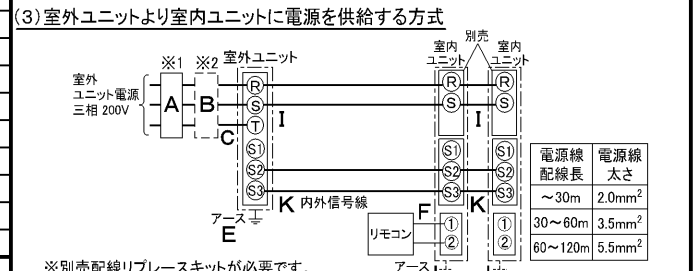 (3)室外ユニットより室内ユニットに電源を供給する方式
別売
※1 ※2 室外ユニット
室内
ユニット
室内
ユニット
室外
ユニット電源
三相 200V
A B
C
R
S
T
S1
S2
S3
I
K 内外信号線
R
S
S1
S2
S3
I
K
R
S
S1
S2
S3
アース
E
F
リモコン
①
②
①
②
アース
電源線
配線長
電源線
太さ
~30m 2.0mm²
30~60m 3.5mm²
60~120m 5.5mm²
※別売配線リプレースキットが必要です。